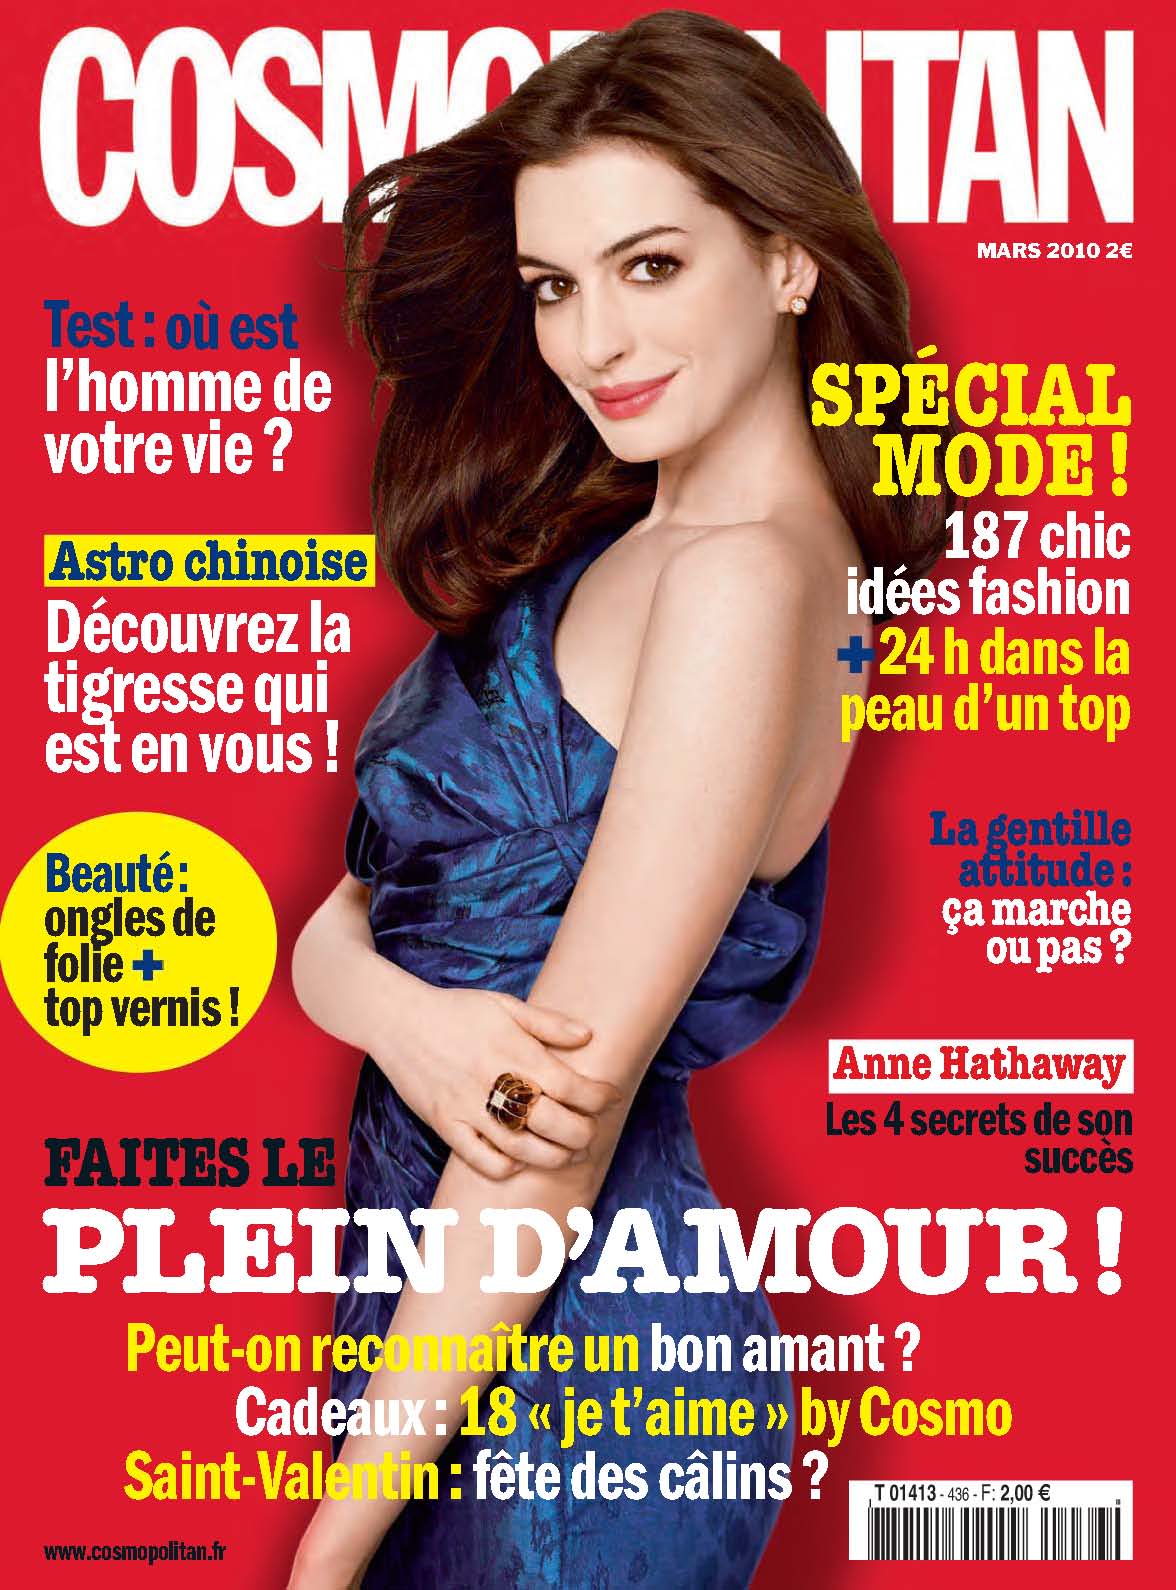 COSMOPOLITAN
MARS 2010 2€
Test : où est
l’homme de
votre vie ?
Astro chinoise
Découvrez la
tigresse qui
est en vous !
Beauté :
ongles de
folie +
top vernis !
SPÉCIAL
MODE !
187 chic
idées fashion
+ 24 h dans la
peau d’un top
La gentille
attitude :
ça marche
ou pas ?
Anne Hathaway
Les 4 secrets de son
succès
FAITES LE
PLEIN D’AMOUR !
Peut-on reconnaître un bon amant ?
Cadeaux : 18 « je t’aime » by Cosmo
Saint-Valentin : fête des câlins ?
T 01413 - 436 - F: 2,00 €
www.cosmopolitan.fr